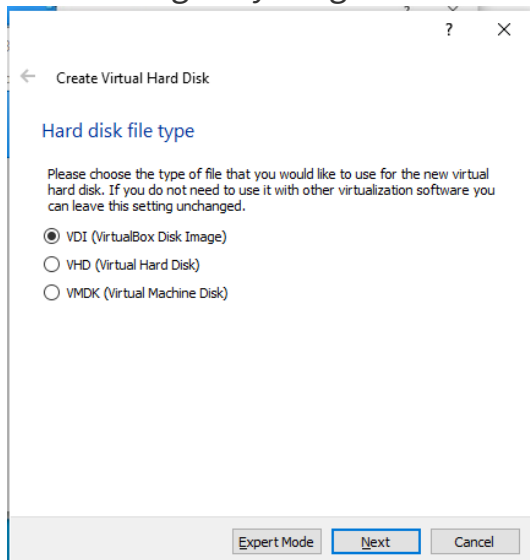 ?
Create Virtual Hard Disk
Hard disk file type
Please choose the type of file that you would like to use for the new virtual
hard disk. If you do not need to use it with other virtualization software you
can leave this setting unchanged.
VDI (VirtualBox Disk Image)
VHD (Virtual Hard Disk)
VMDK (Virtual Machine Disk)
Expert Mode Next Cancel